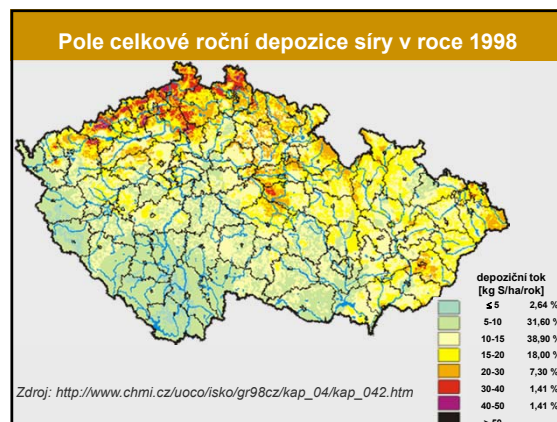 Pole celkové roční depozice síry v roce 1998
depoziční tok
[kg S/ha/rok]
≤ 5 2,64 %
5-10 31,60 %
10-15 38,90 %
15-20 18,00 %
20-30 7,30 %
30-40 1,41 %
40-50 1,41 %
Zdroj: http://www.chmi.cz/uoco/isko/gr98cz/kap_04/kap_042.htm